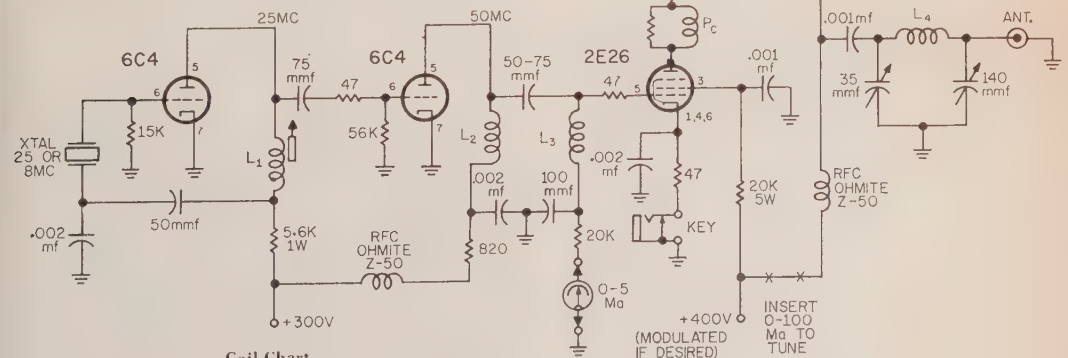 25MC
50MC
6C4
5
6
7
XTAL
25 OR
8MC
15K
.002
mf
50mmf
L1
75
mmf
47
5.6K
1W
+300V
6C4
5
6
7
56K
RFC
OHMITE
Z-50
L2
50-75
mmf
820
.002
mf
100
mmf
L3
20K
0-5
Ma
2E26
47
5
3
1,4,6
Pc
.002
mf
47
KEY
.001
mf
20K
5W
+400V
(MODULATED
IF DESIRED)
INSERT
0-100
Ma TO
TUNE
RFC
OHMITE
Z-50
.001mf
L4
ANT.
35
mmf
140
mmf
Coil Chart